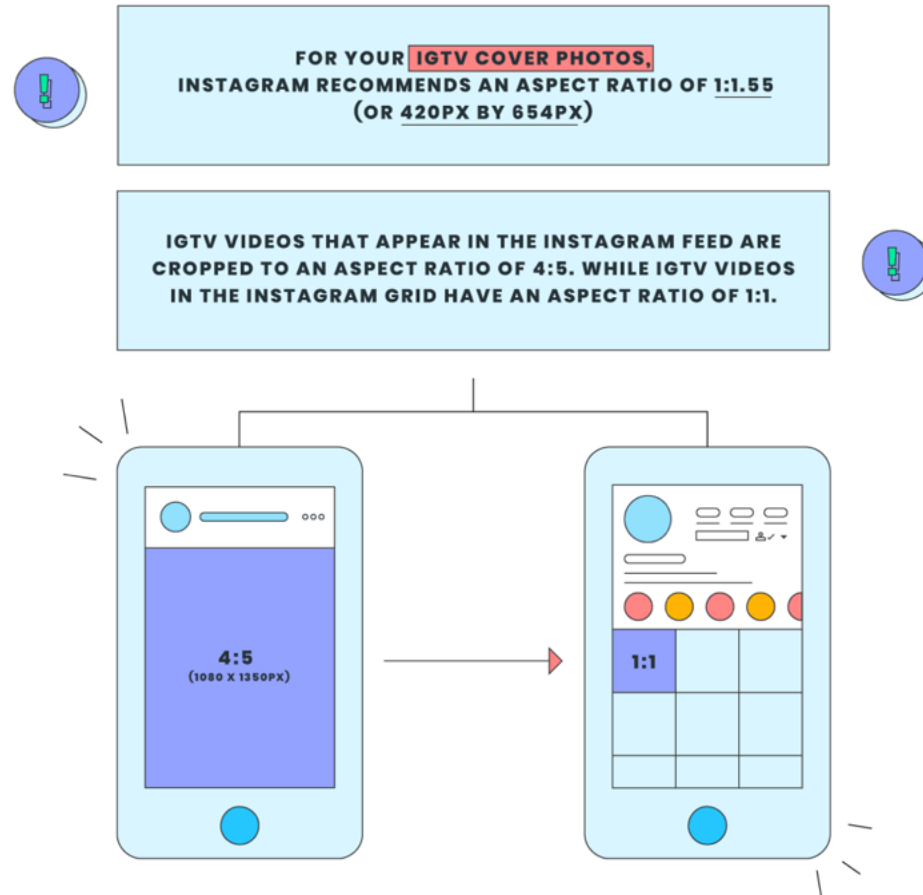 FOR YOUR IGTV COVER PHOTOS,
INSTAGRAM RECOMMENDS AN ASPECT RATIO OF 1:1.55
(OR 420PX BY 654PX)
IGTV VIDEOS THAT APPEAR IN THE INSTAGRAM FEED ARE
CROPPED TO AN ASPECT RATIO OF 4:5. WHILE IGTV VIDEOS
IN THE INSTAGRAM GRID HAVE AN ASPECT RATIO OF 1:1.
4:5
(1080 X 1350PX)
1:1